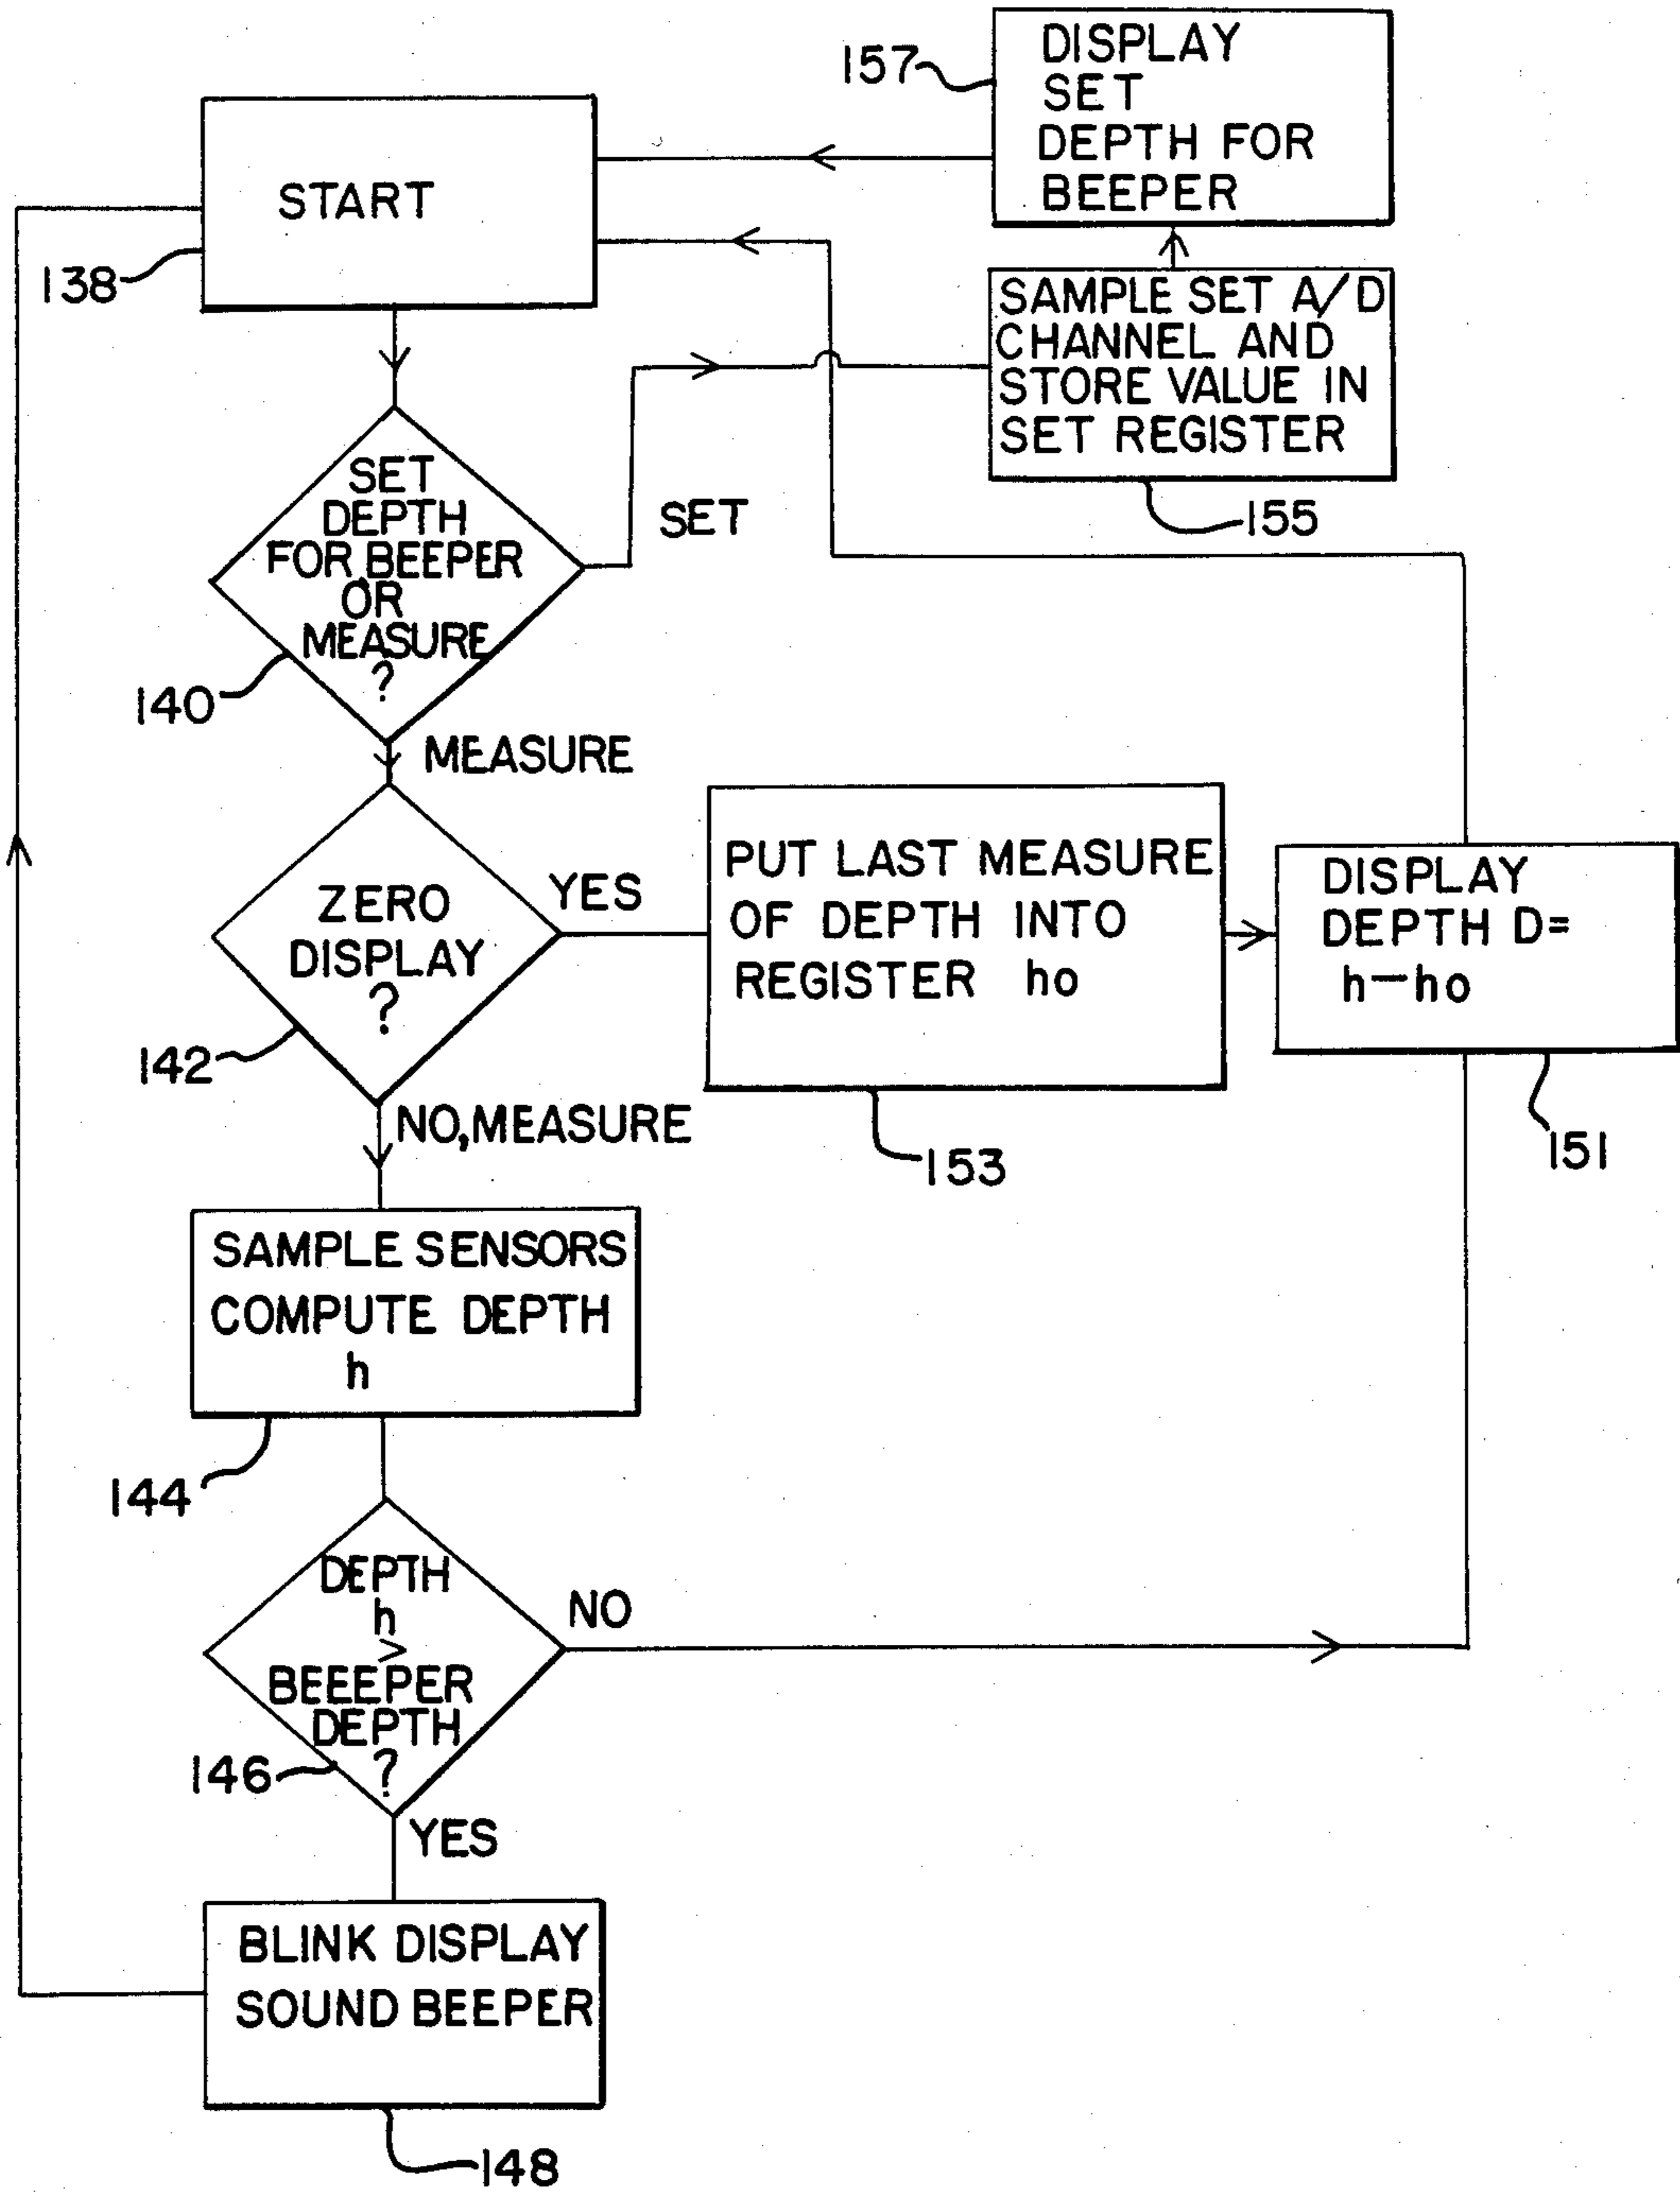 START
138
157
DISPLAY
SET
DEPTH FOR
BEEPER
SAMPLE SET A/D
CHANNEL AND
STORE VALUE IN
SET REGISTER
155
SET
DEPTH
FOR BEEPER
OR
MEASURE
?
140
SET
MEASURE
ZERO
DISPLAY
?
142
YES
PUT LAST MEASURE
OF DEPTH INTO
REGISTER ho
153
DISPLAY
DEPTH D=
h-ho
151
NO,MEASURE
SAMPLE SENSORS
COMPUTE DEPTH
h
144
DEPTH
h
>
BEEEPER
DEPTH
?
146
NO
YES
BLINK DISPLAY
SOUND BEEPER
148